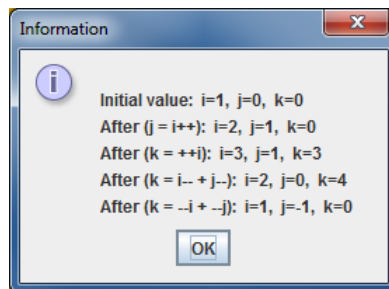 Information
Initial value: i=1, j=0, k=0
After (j = i++): i=2, j=1, k=0
After (k = ++i): i=3, j=1, k=3
After (k = i-- + j--): i=2, j=0, k=4
After (k = --i + --j): i=1, j=-1, k=0
OK